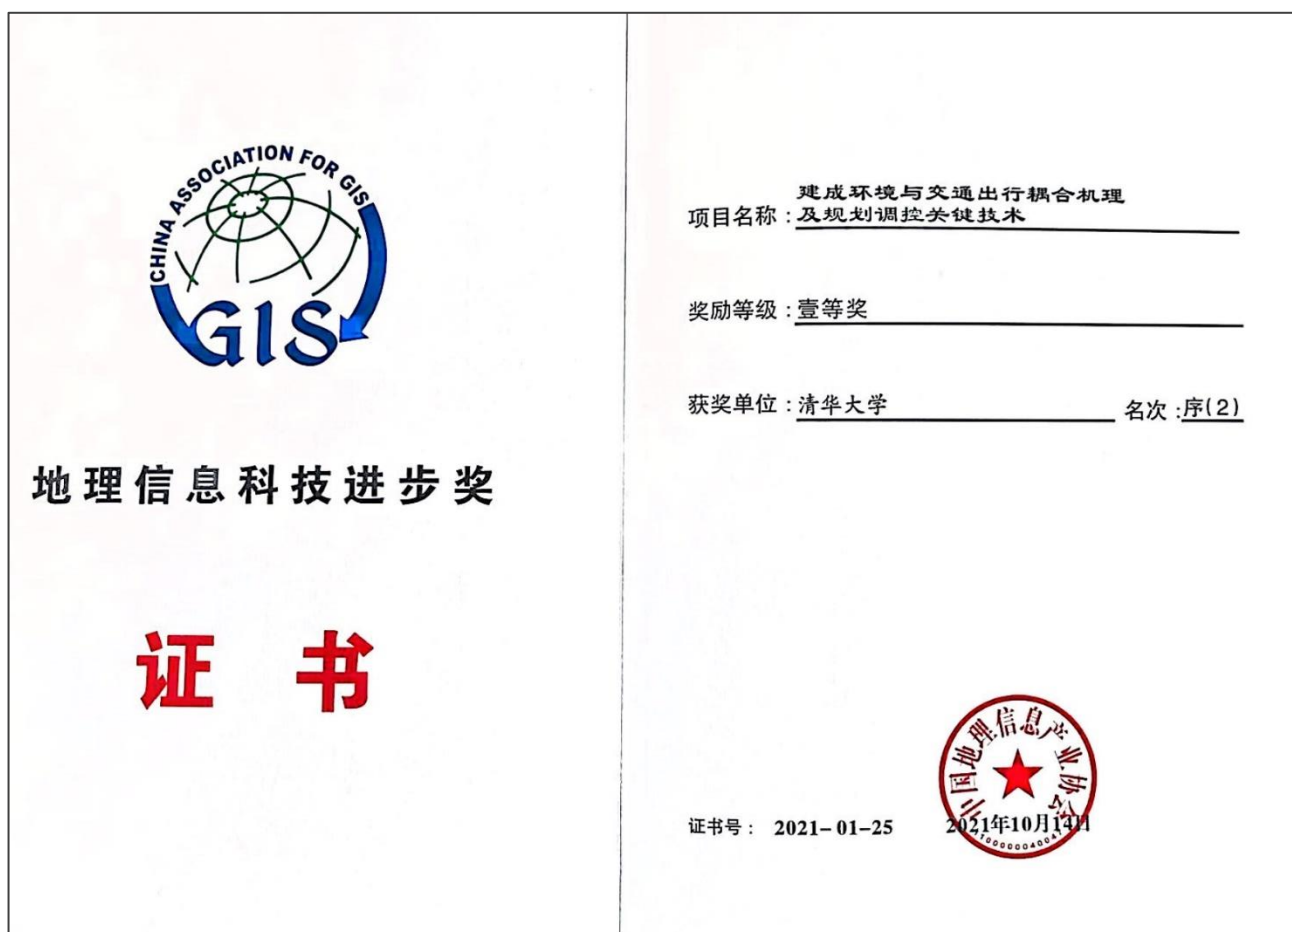 CHINA ASSOCIATION FOR GIS
GIS
地理信息科技进步奖
证 书
项目名称：建成环境与交通出行耦合机理
及规划调控关键技术
奖励等级：壹等奖
获奖单位：清华大学 名次：序(2)
中国地理信息产业协会
证书号： 2021-01-25 2021年10月14日